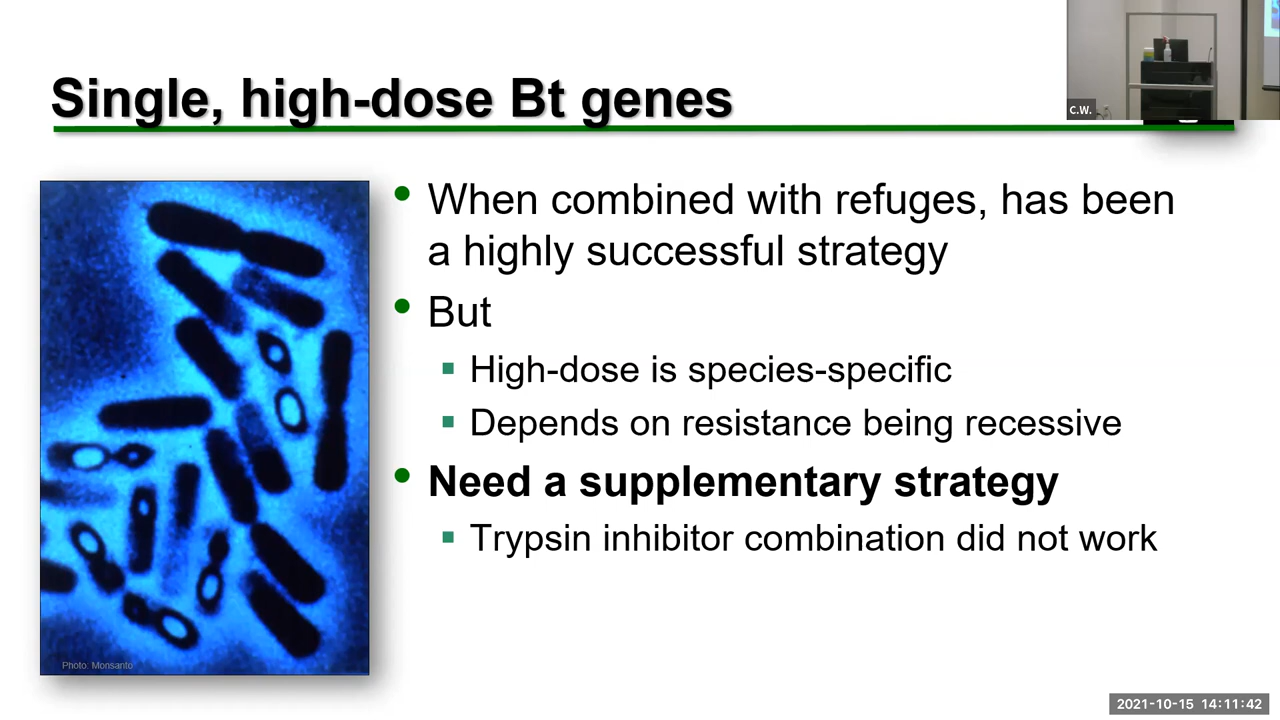 Single, high-dose Bt genes
C.W.
When combined with refuges, has been
a highly successful strategy
But
High-dose is species-specific
Depends on resistance being recessive
Need a supplementary strategy
Trypsin inhibitor combination did not work
Photo: Monsanto
2021-10-15 14:11:42